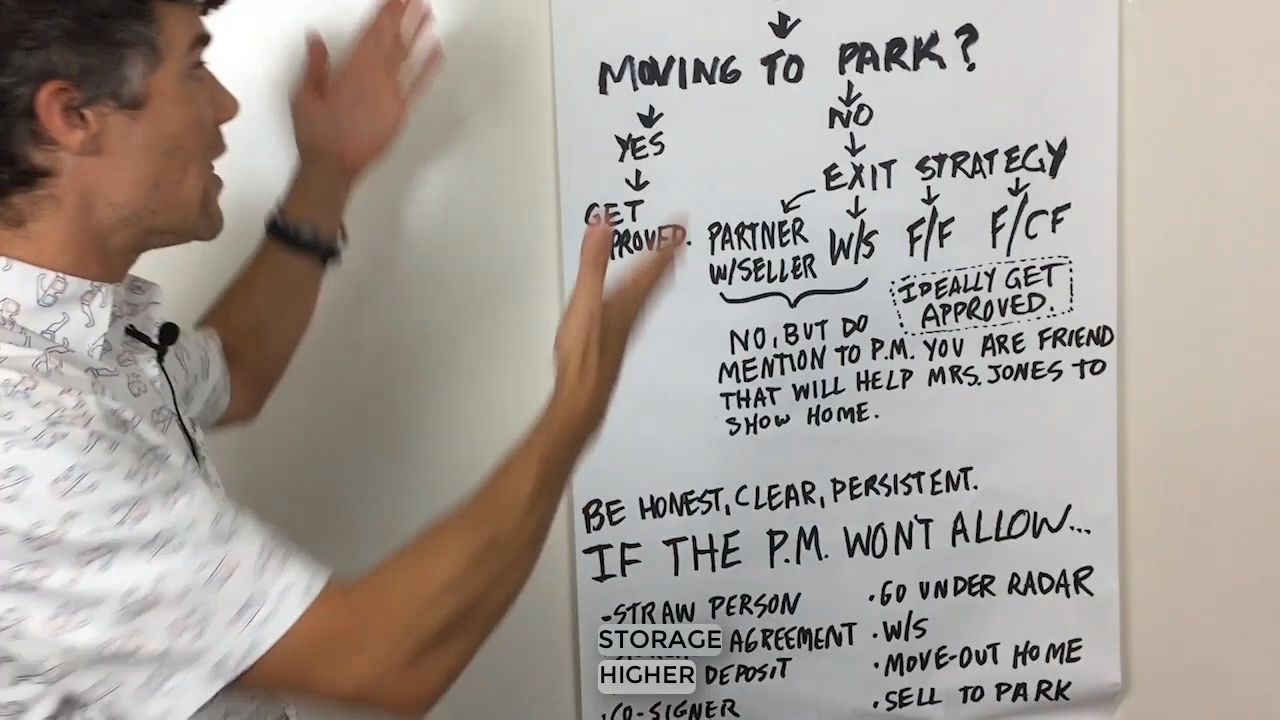 MOVING TO PARK?
YES
NO
EXIT STRATEGY
GET
PROVED.
PARTNER
W/SELLER
W/S
F/F
F/CF
IDEALLY GET
APPROVED.
NO, BUT DO
MENTION TO P.M. YOU ARE FRIEND
THAT WILL HELP MRS. JONES TO
SHOW HOME.
BE HONEST, CLEAR, PERSISTENT.
IF THE P.M. WON'T ALLOW...
-STRAW PERSON
STORAGE AGREEMENT
HIGHER DEPOSIT
-CO-SIGNER
•GO UNDER RADAR
•W/S
•MOVE-OUT HOME
•SELL TO PARK